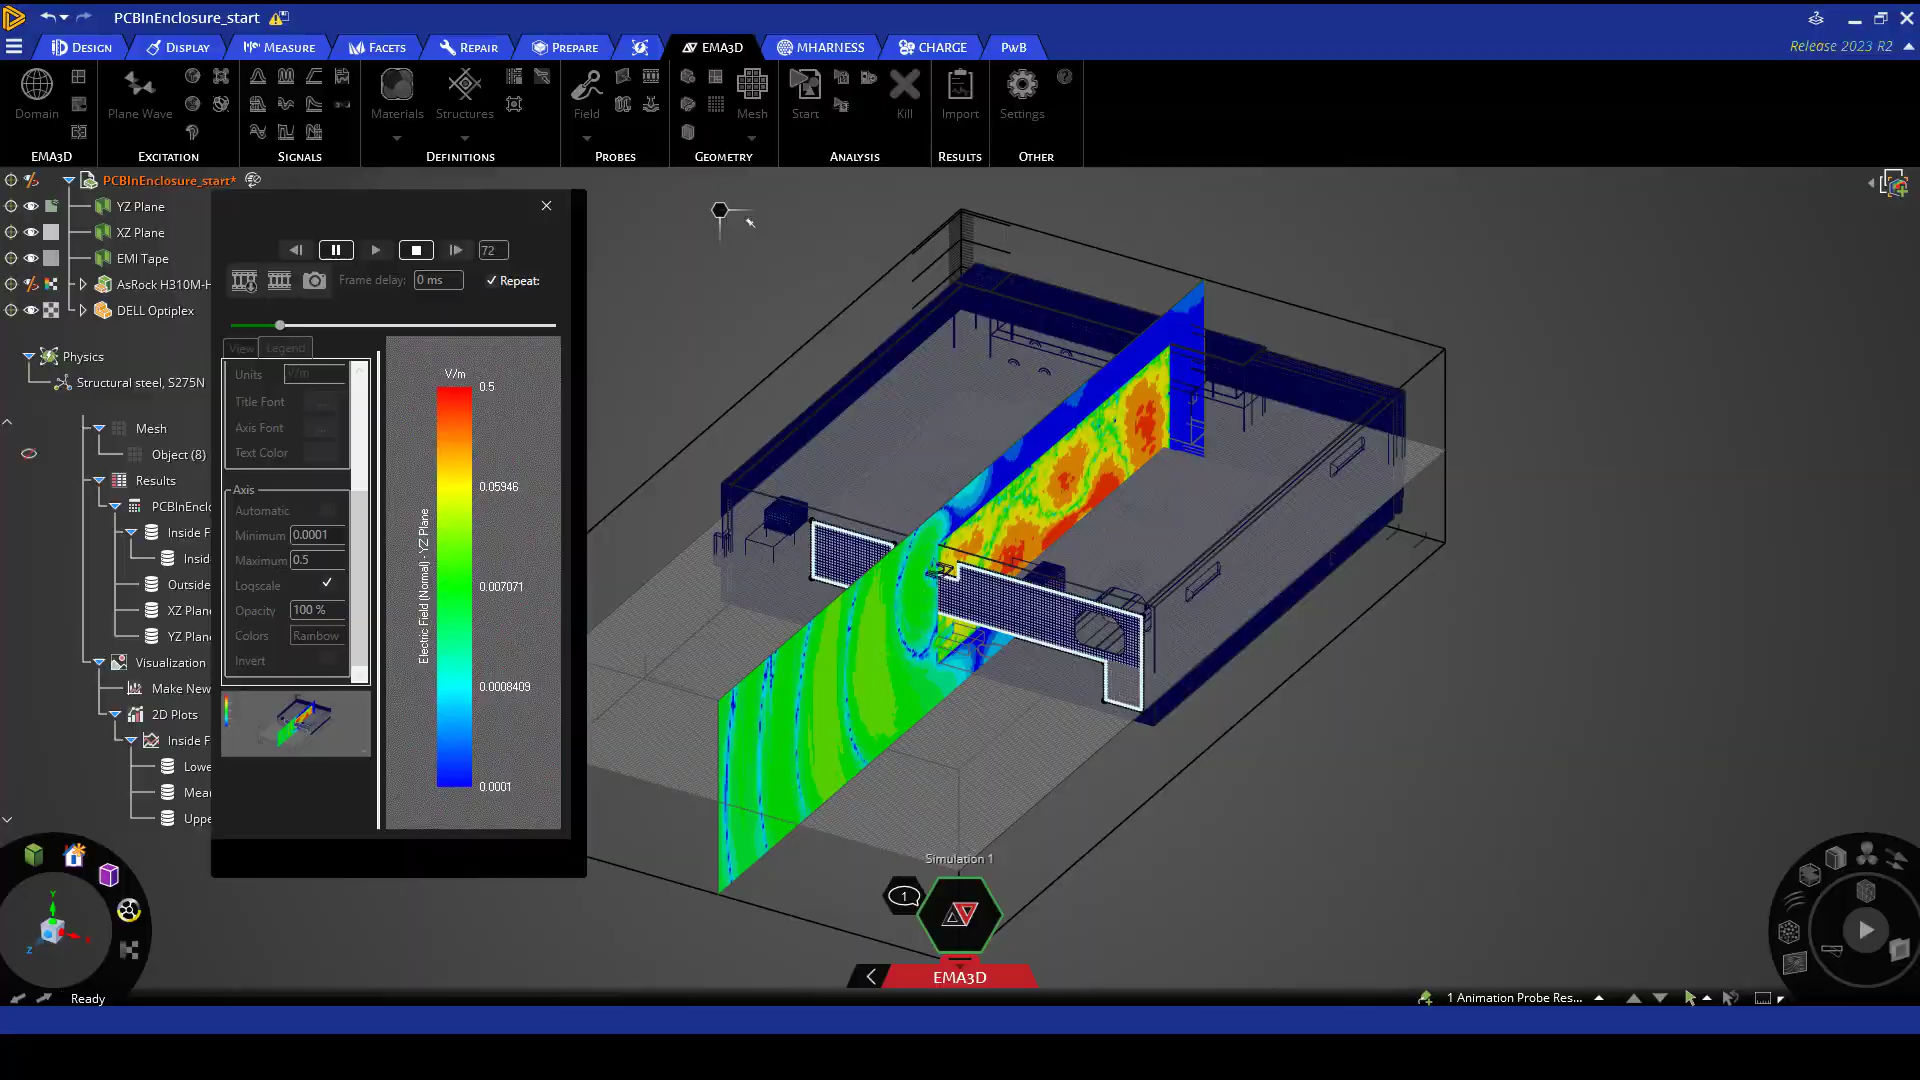 PCBInEnclosure_start
Design
Display
Measure
Facets
Repair
Prepare
EMA3D
MHARNESS
CHARGE
PwB
Release 2023 R2
Domain
Plane Wave
Materials
Structures
Field
Mesh
Start
Kill
Import
Settings
EMA3D
Excitation
Signals
Definitions
Probes
Geometry
Analysis
Results
Other
PCBInEnclosure_start*
YZ Plane
XZ Plane
EMI Tape
AsRock H310M-H
DELL Optiplex
Physics
Structural steel, S275N
Mesh
Object (8)
Results
PCBInEncl
Inside F
Insid
Outside
XZ Plan
YZ Plan
Visualization
Make New
2D Plots
Inside F
Lowe
Mea
Uppe
72
Frame delay:
0 ms
Repeat:
View
Legend
Units
V/m
Title Font
...
Axis Font
...
Text Color
Axis
Automatic
Minimum
0.0001
Maximum
0.5
Logscale
Opacity
100 %
Colors
Rainbow
Invert
V/m
0.5
0.05946
0.007071
0.0008409
0.0001
Electric Field (Normal) - YZ Plane
Simulation 1
1
EMA3D
Y
X
Z
Ready
1 Animation Probe Res...